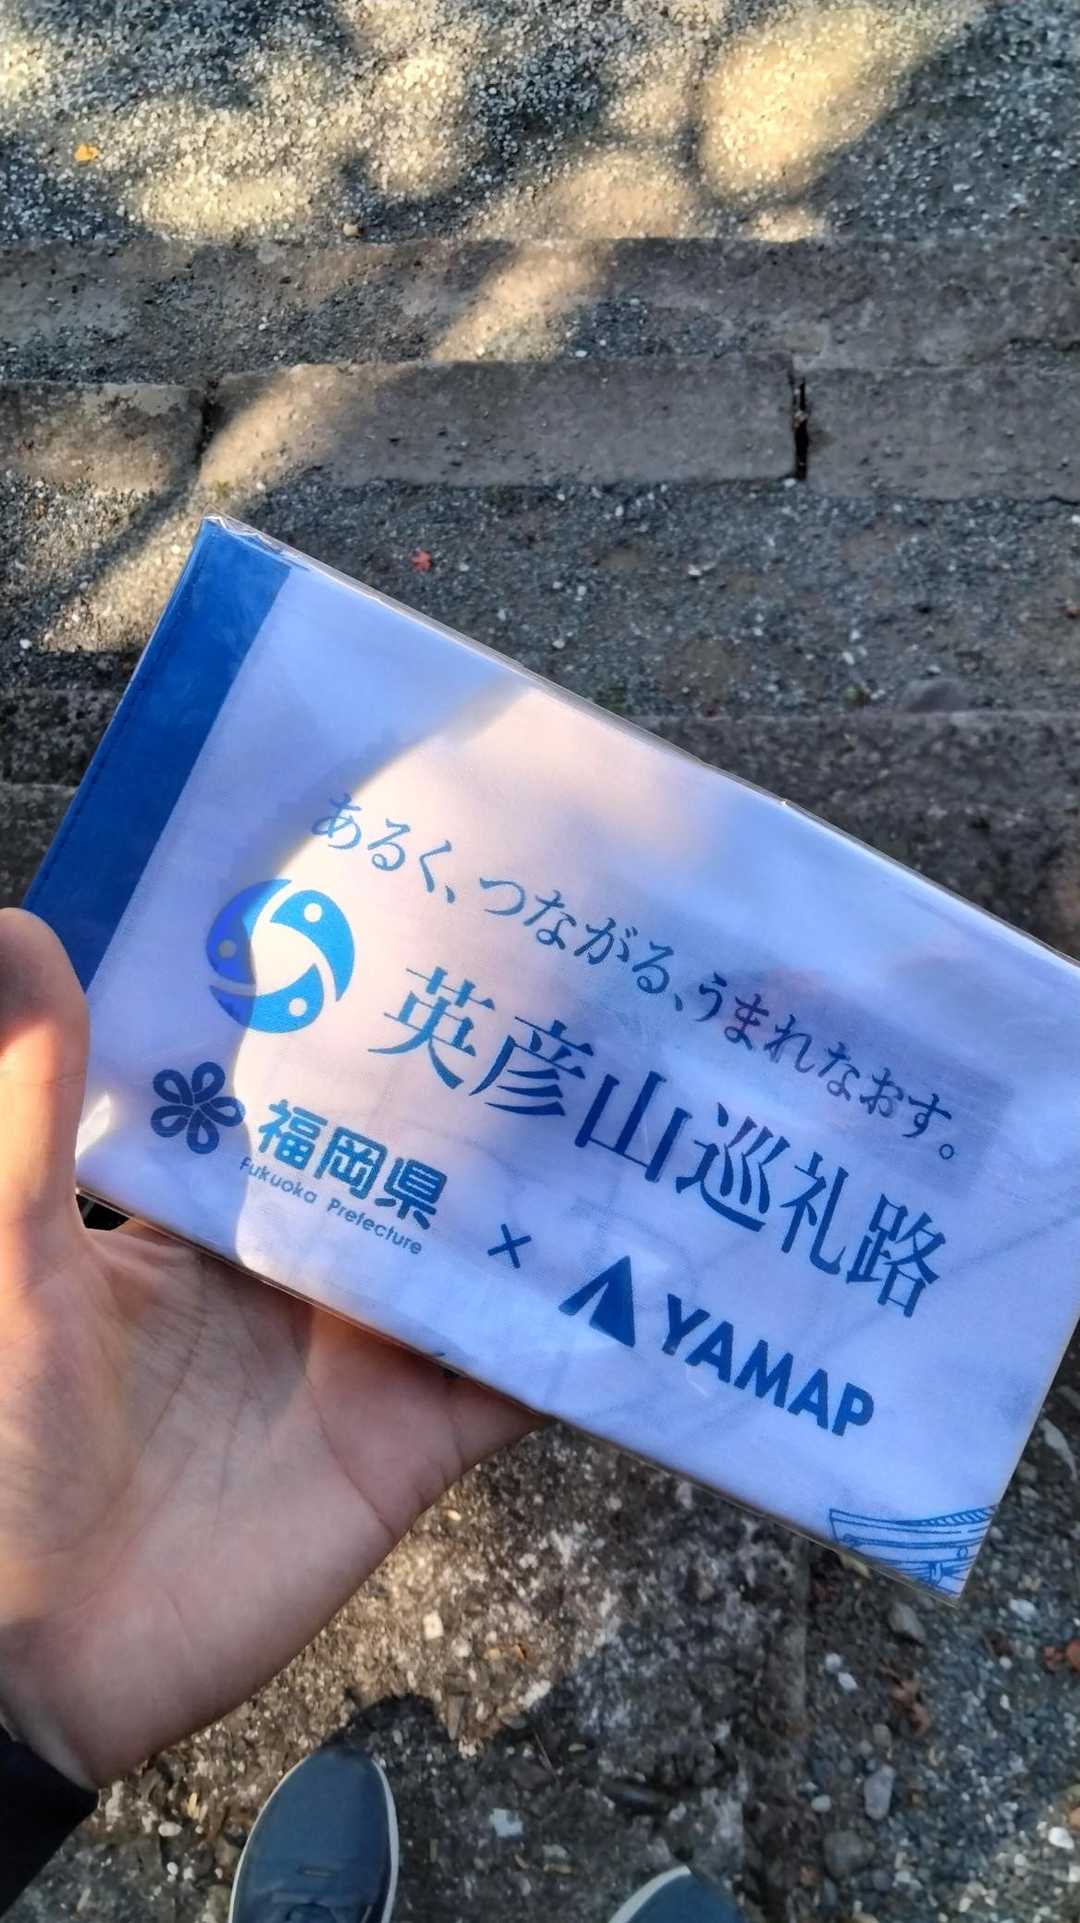 あるく、つながる、うまれなおす。
英彦山巡礼路
福岡県
Fukuoka Prefecture
×
YAMAP